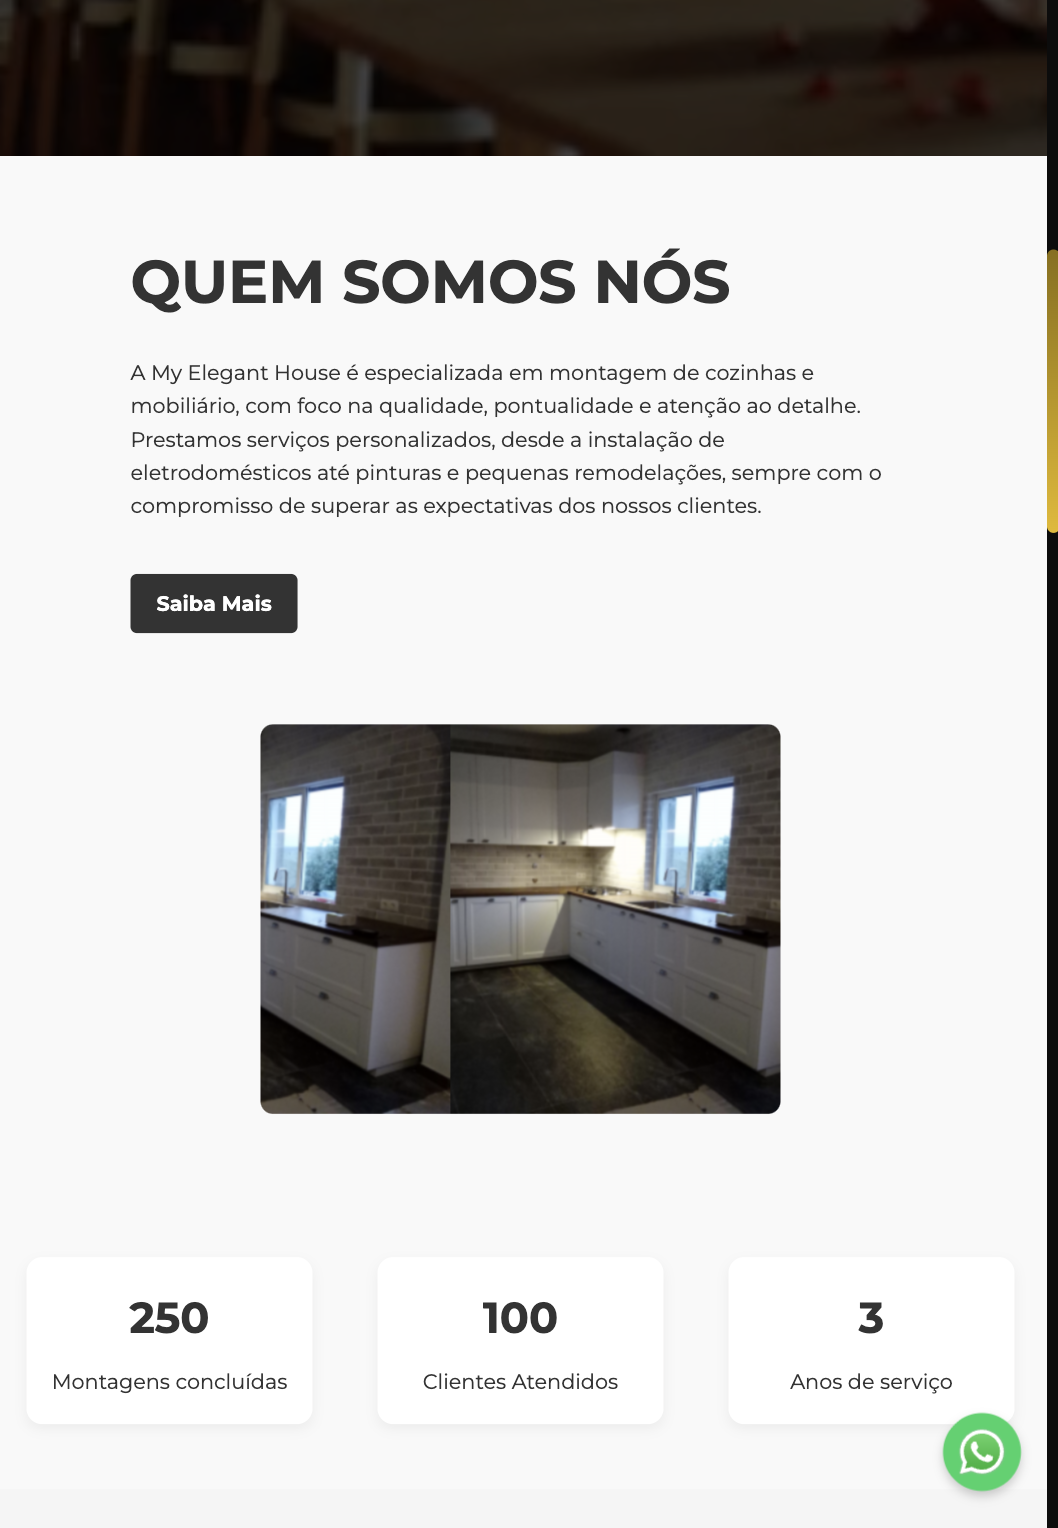 QUEM SOMOS NÓS
A My Elegant House é especializada em montagem de cozinhas e
mobiliário, com foco na qualidade, pontualidade e atenção ao detalhe.
Prestamos serviços personalizados, desde a instalação de
eletrodomésticos até pinturas e pequenas remodelações, sempre com o
compromisso de superar as expectativas dos nossos clientes.
Saiba Mais
250
Montagens concluídas
100
Clientes Atendidos
3
Anos de serviço